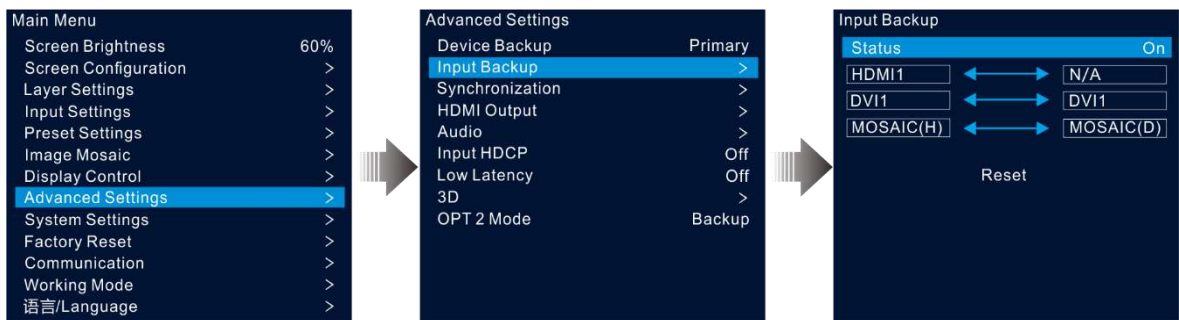 Main Menu
Screen Brightness 60%
Screen Configuration >
Layer Settings >
Input Settings >
Preset Settings >
Image Mosaic >
Display Control >
Advanced Settings >
System Settings >
Factory Reset >
Communication >
Working Mode >
语言/Language >
Advanced Settings
Device Backup Primary
Input Backup >
Synchronization >
HDMI Output >
Audio >
Input HDCP Off
Low Latency Off
3D >
OPT 2 Mode Backup
Input Backup
Status On
HDMI1 N/A
DVI1 DVI1
MOSAIC(H) MOSAIC(D)
Reset